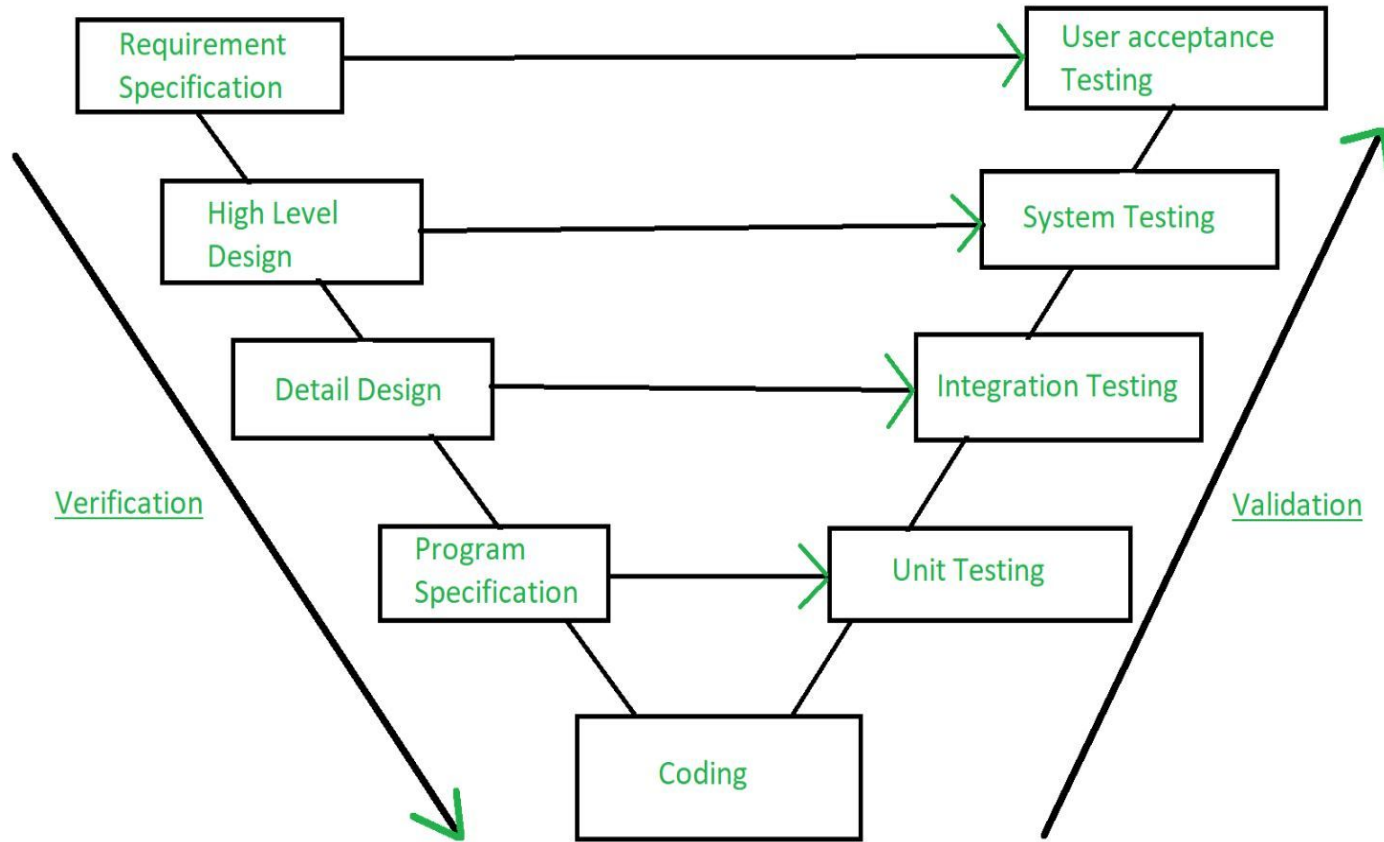 Requirement
Specification
User acceptance
Testing
High Level
Design
System Testing
Detail Design
Integration Testing
Verification
Validation
Program
Specification
Unit Testing
Coding